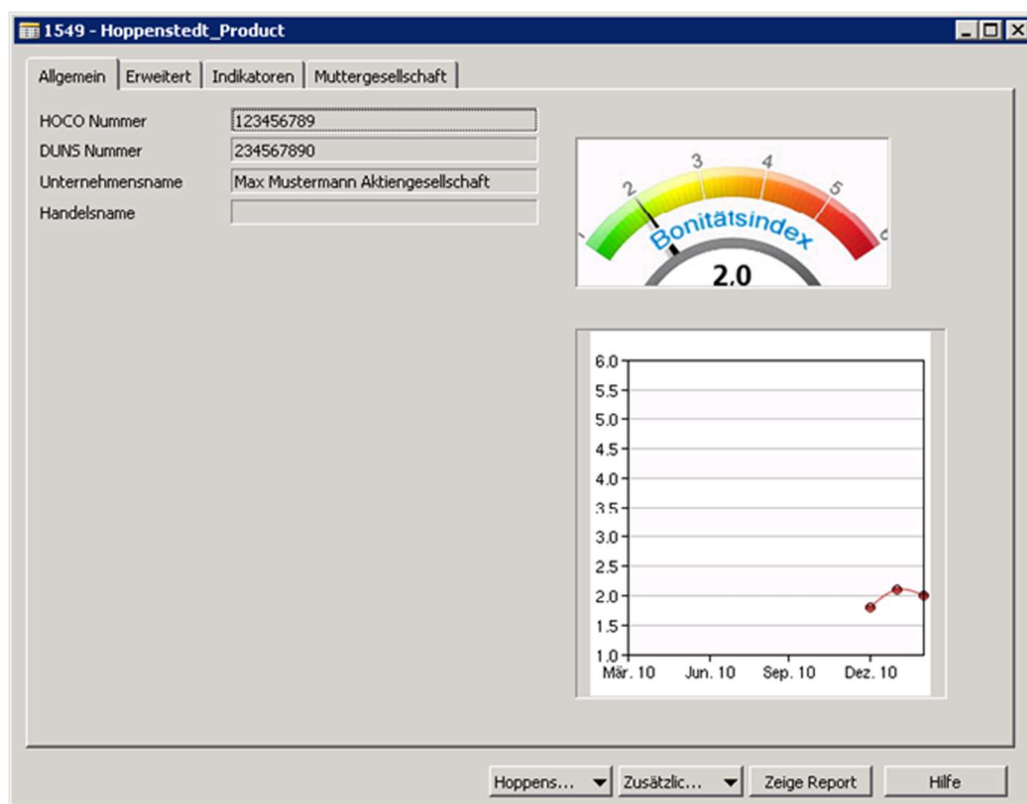 1549 - Hoppenstedt_Product
Allgemein Erweitert Indikatoren Muttergesellschaft
HOCO Nummer 123456789
DUNS Nummer 234567890
Unternehmensname Max Mustermann Aktiengesellschaft
Handelsname
1 2 3 4 5 6
Bonitätsindex
2,0
6.0
5.5
5.0
4.5
4.0
3.5
3.0
2.5
2.0
1.5
1.0
Mär. 10 Jun. 10 Sep. 10 Dez. 10
Hoppens... Zusätzlic... Zeige Report Hilfe